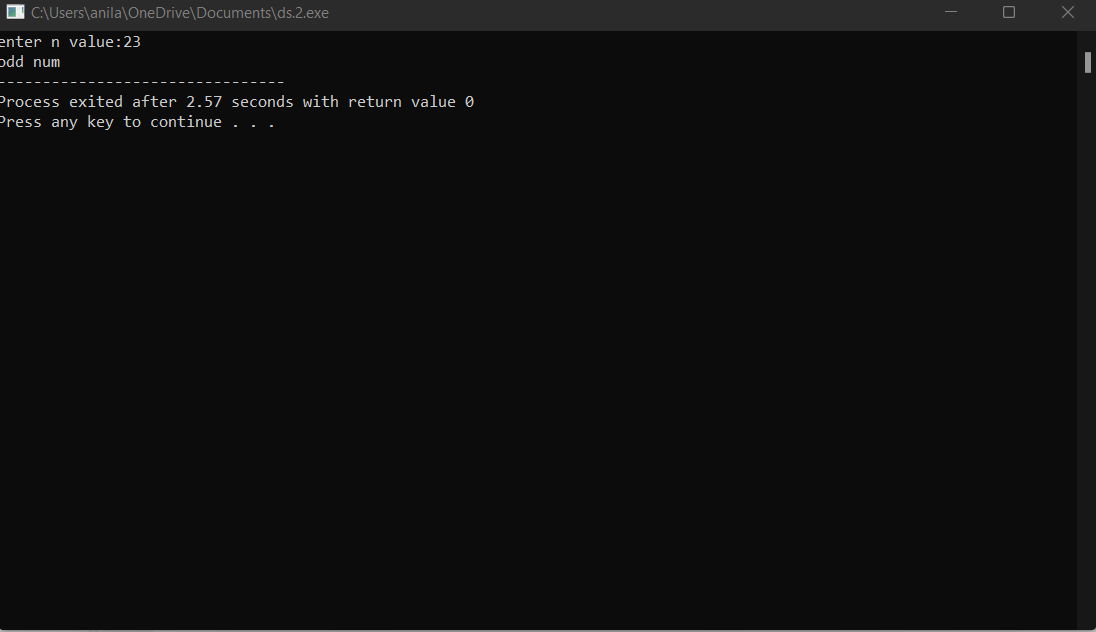 C:\Users\anila\OneDrive\Documents\ds.2.exe
enter n value:23
odd num
--------------------------------
Process exited after 2.57 seconds with return value 0
Press any key to continue . . .